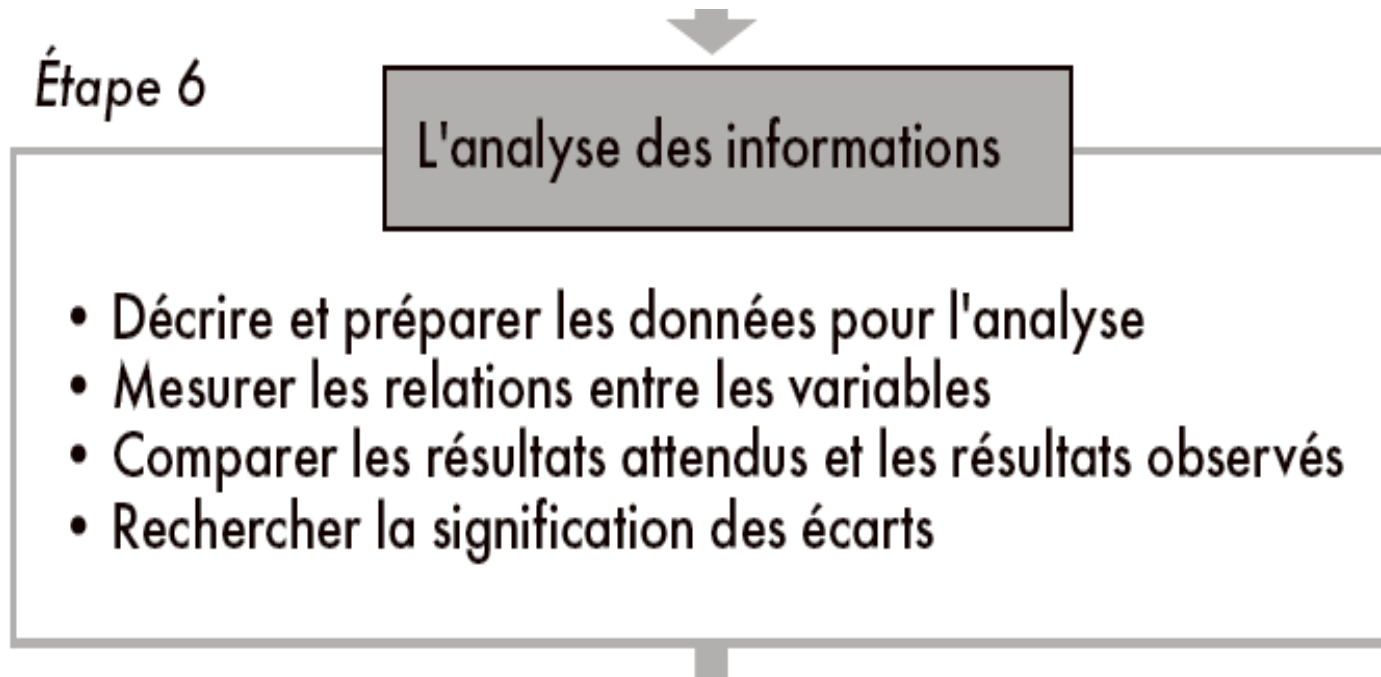 Étape 6
L'analyse des informations
• Décrire et préparer les données pour l'analyse
• Mesurer les relations entre les variables
• Comparer les résultats attendus et les résultats observés
• Rechercher la signification des écarts